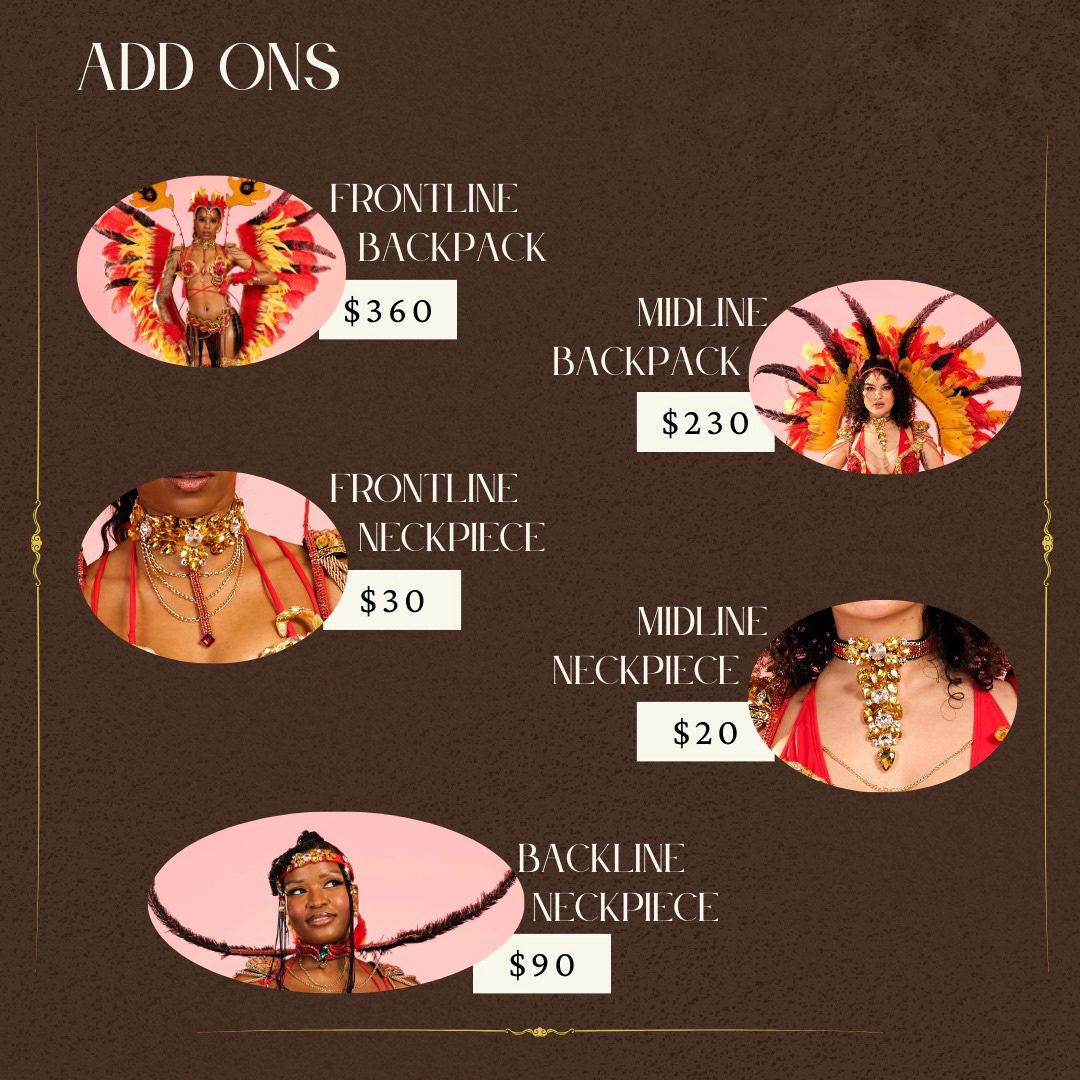 ADD ONS
FRONTLINE
BACKPACK
$360
MIDLINE
BACKPACK
$230
FRONTLINE
NECKPIECE
$30
MIDLINE
NECKPIECE
$20
BACKLINE
NECKPIECE
$90